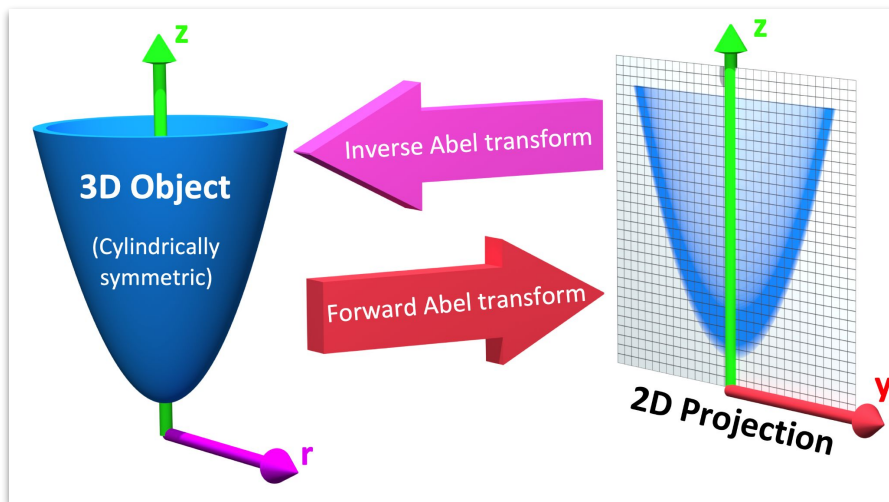 z
3D Object
(Cylindrically
symmetric)
r
Inverse Abel transform
Forward Abel transform
z
y
2D Projection